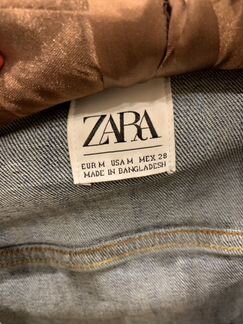 ZARA
EUR M USA M MEX 28
MADE IN BANGLADESH